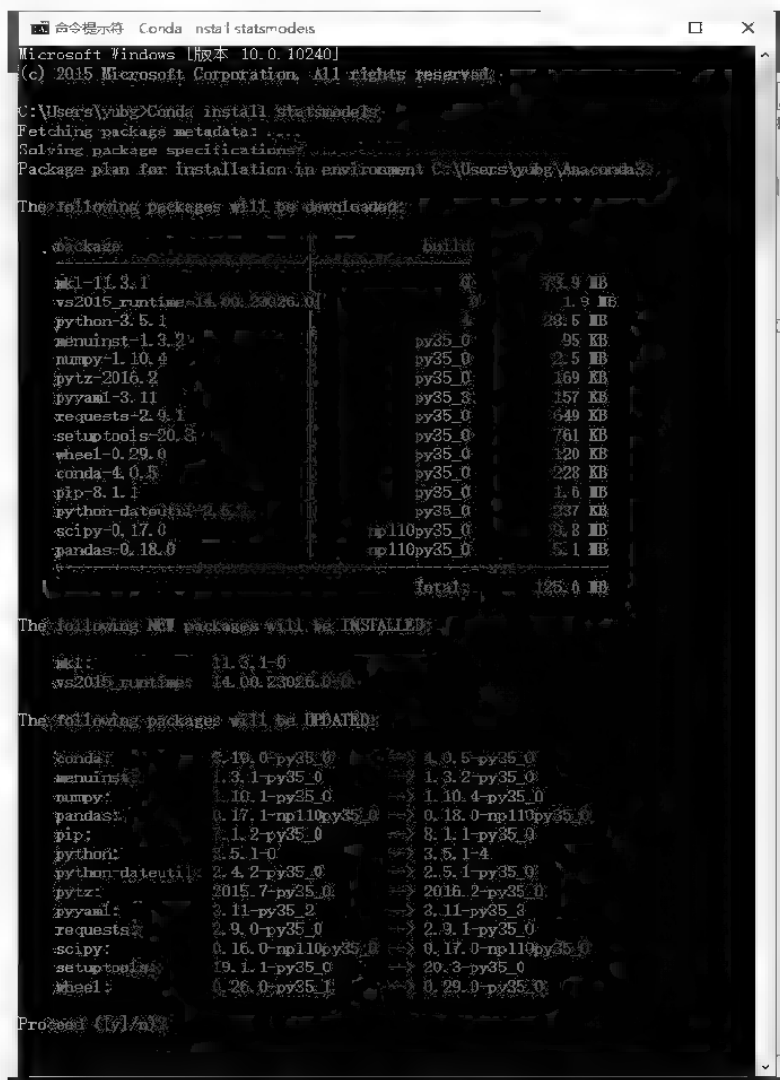 命令提示符 Conda nstall statsmodels
Microsoft Windows [版本 10.0.10240]
(c) 2015 Microsoft Corporation. All rights reserved.
C:\Users\yubg>Conda install statsmodels
Fetching package metadata: ....
Solving package specifications:
Package plan for installation in environment C:\Users\yubg\Anaconda3:
The following packages will be downloaded:
package build
mkl-11.3.1 0 73.9 MB
vs2015_runtime-14.00.23026.0 0 1.9 MB
python-3.5.1 4 28.5 MB
menuinst-1.3.2 py35_0 95 KB
numpy-1.10.4 py35_0 2.5 MB
pytz-2016.2 py35_0 169 KB
pyyaml-3.11 py35_3 157 KB
requests-2.9.1 py35_0 649 KB
setuptools-20.3 py35_0 761 KB
wheel-0.29.0 py35_0 120 KB
conda-4.0.5 py35_0 228 KB
pip-8.1.1 py35_0 1.6 MB
python-dateutil-2.5.1 py35_0 237 KB
scipy-0.17.0 np110py35_0 9.8 MB
pandas-0.18.0 np110py35_0 5.1 MB
Total: MB
The following NEW packages will be INSTALLED:
mkl: 11.3.1-0
vs2015_runtime: 14.00.23026.0-0
The following packages will be UPDATED:
conda: 3.19.0-py35_0 --> 4.0.5-py35_0
menuinst: 1.3.1-py35_0 --> 1.3.2-py35_0
numpy: 1.10.1-py35_0 --> 1.10.4-py35_0
pandas: 0.17.1-np110py35_0 --> 0.18.0-np110py35_0
pip: 7.1.2-py35_0 --> 8.1.1-py35_0
python: 3.5.1-0 --> 3.5.1-4
python-dateutil: 2.4.2-py35_0 --> 2.5.1-py35_0
pytz: 2015.7-py35_0 --> 2016.2-py35_0
pyyaml: 3.11-py35_2 --> 3.11-py35_3
requests: 2.9.0-py35_0 --> 2.9.1-py35_0
scipy: 0.16.0-np110py35_0 --> 0.17.0-np110py35_0
setuptools: 19.1.1-py35_0 --> 20.3-py35_0
wheel: 0.26.0-py35_1 --> 0.29.0-py35_0
Proceed ([y]/n)?